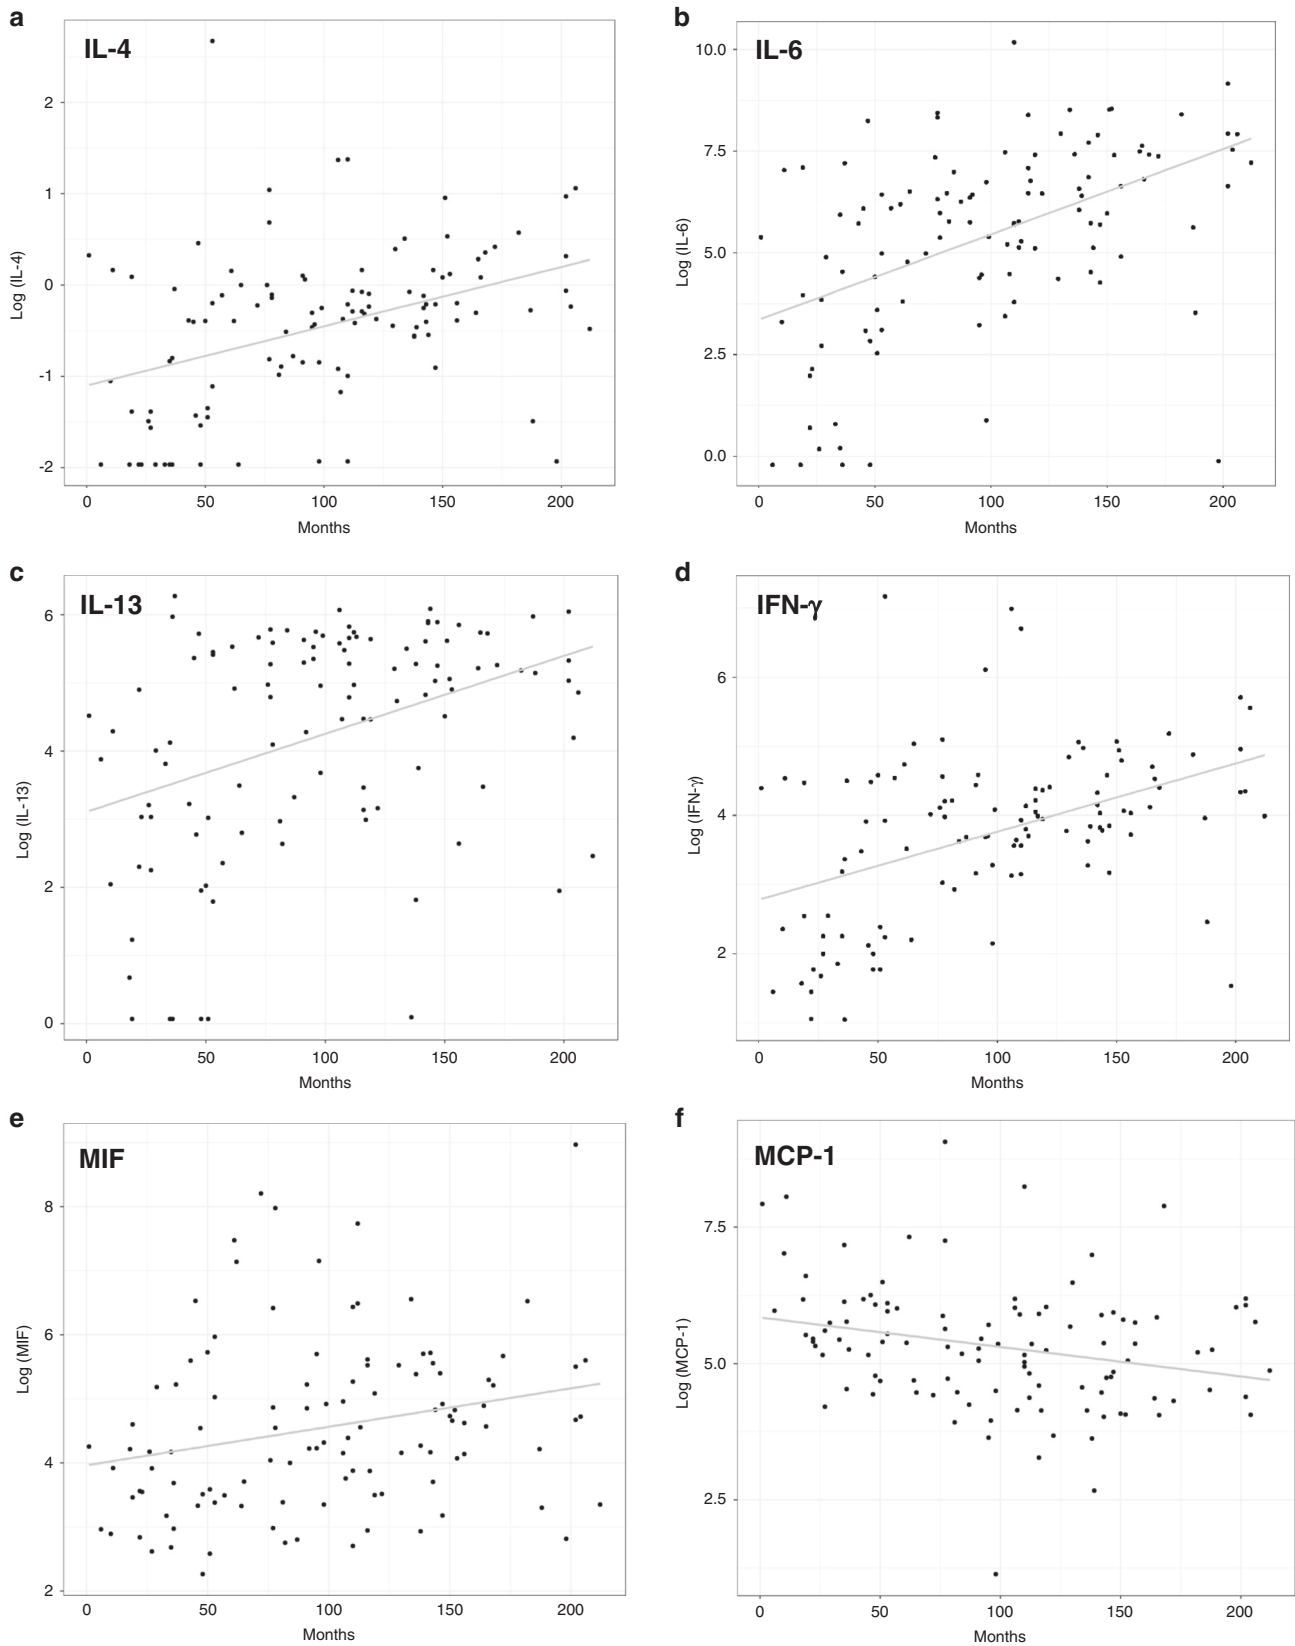 a
IL-4
Log (IL-4)
2
1
0
-1
-2
0 50 100 150 200
Months
b
IL-6
Log (IL-6)
10.0
7.5
5.0
2.5
0.0
0 50 100 150 200
Months
c
IL-13
Log (IL-13)
6
4
2
0
0 50 100 150 200
Months
d
IFN-γ
Log (IFN-γ)
6
4
2
0 50 100 150 200
Months
e
MIF
Log (MIF)
8
6
4
2
0 50 100 150 200
Months
f
MCP-1
Log (MCP-1)
7.5
5.0
2.5
0 50 100 150 200
Months